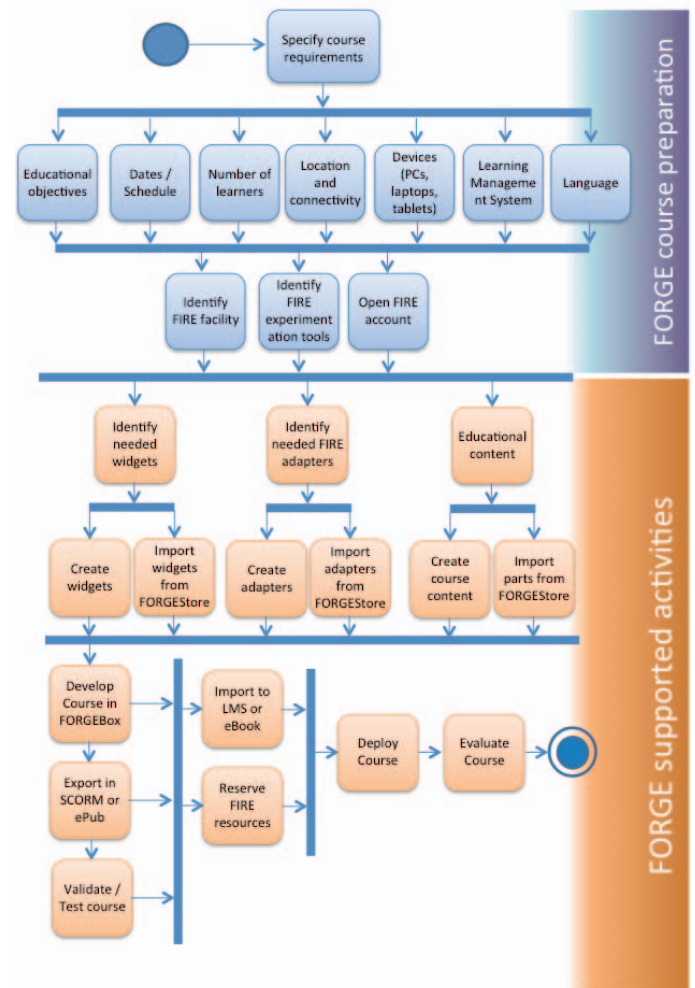 Specify course
requirements
Educational
objectives
Dates /
Schedule
Number of
learners
Location
and
connectivity
Devices
(PCs,
laptops,
tablets)
Learning
Manageme
nt System
Language
Identify
FIRE facility
Identify
FIRE
experiment
ation tools
Open FIRE
account
FORGE course preparation
Identify
needed
widgets
Identify
needed FIRE
adapters
Educational
content
Create
widgets
Import
widgets
from
FORGEStore
Create
adapters
Import
adapters
from
FORGEStore
Create
course
content
Import
parts from
FORGEStore
Develop
Course in
FORGEBox
Export in
SCORM or
ePub
Validate /
Test course
Import to
LMS or
eBook
Reserve
FIRE
resources
Deploy
Course
Evaluate
Course
FORGE supported activities